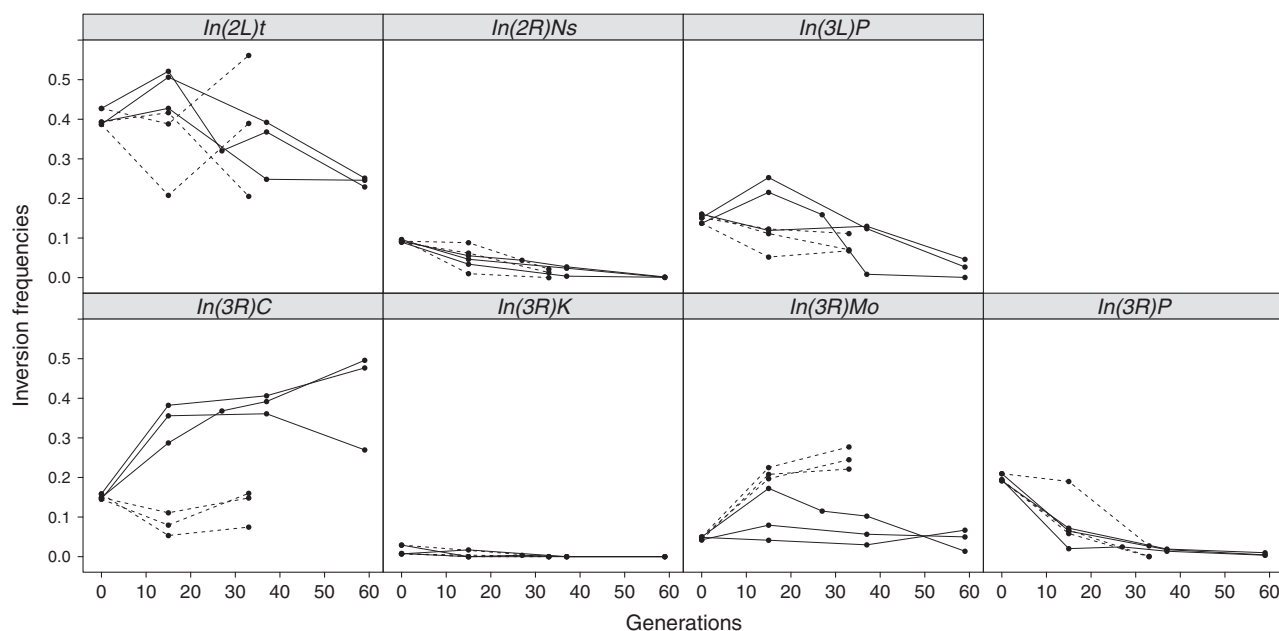 In(2L)t In(2R)Ns In(3L)P
0.5
0.4
0.3
0.2
0.1
0.0
In(3R)C In(3R)K In(3R)Mo In(3R)P
0.5
0.4
0.3
0.2
0.1
0.0
Inversion frequencies
0 10 20 30 40 50 60 0 10 20 30 40 50 60 0 10 20 30 40 50 60 0 10 20 30 40 50 60
Generations